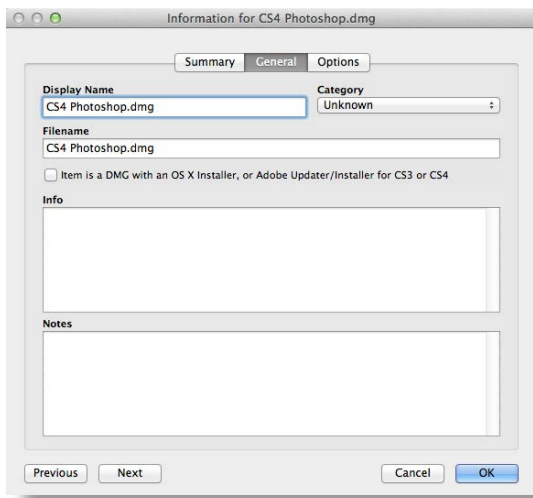 Information for CS4 Photoshop.dmg
Summary General Options
Display Name Category
CS4 Photoshop.dmg Unknown
Filename
CS4 Photoshop.dmg
Item is a DMG with an OS X Installer, or Adobe Updater/Installer for CS3 or CS4
Info
Notes
Previous Next Cancel OK